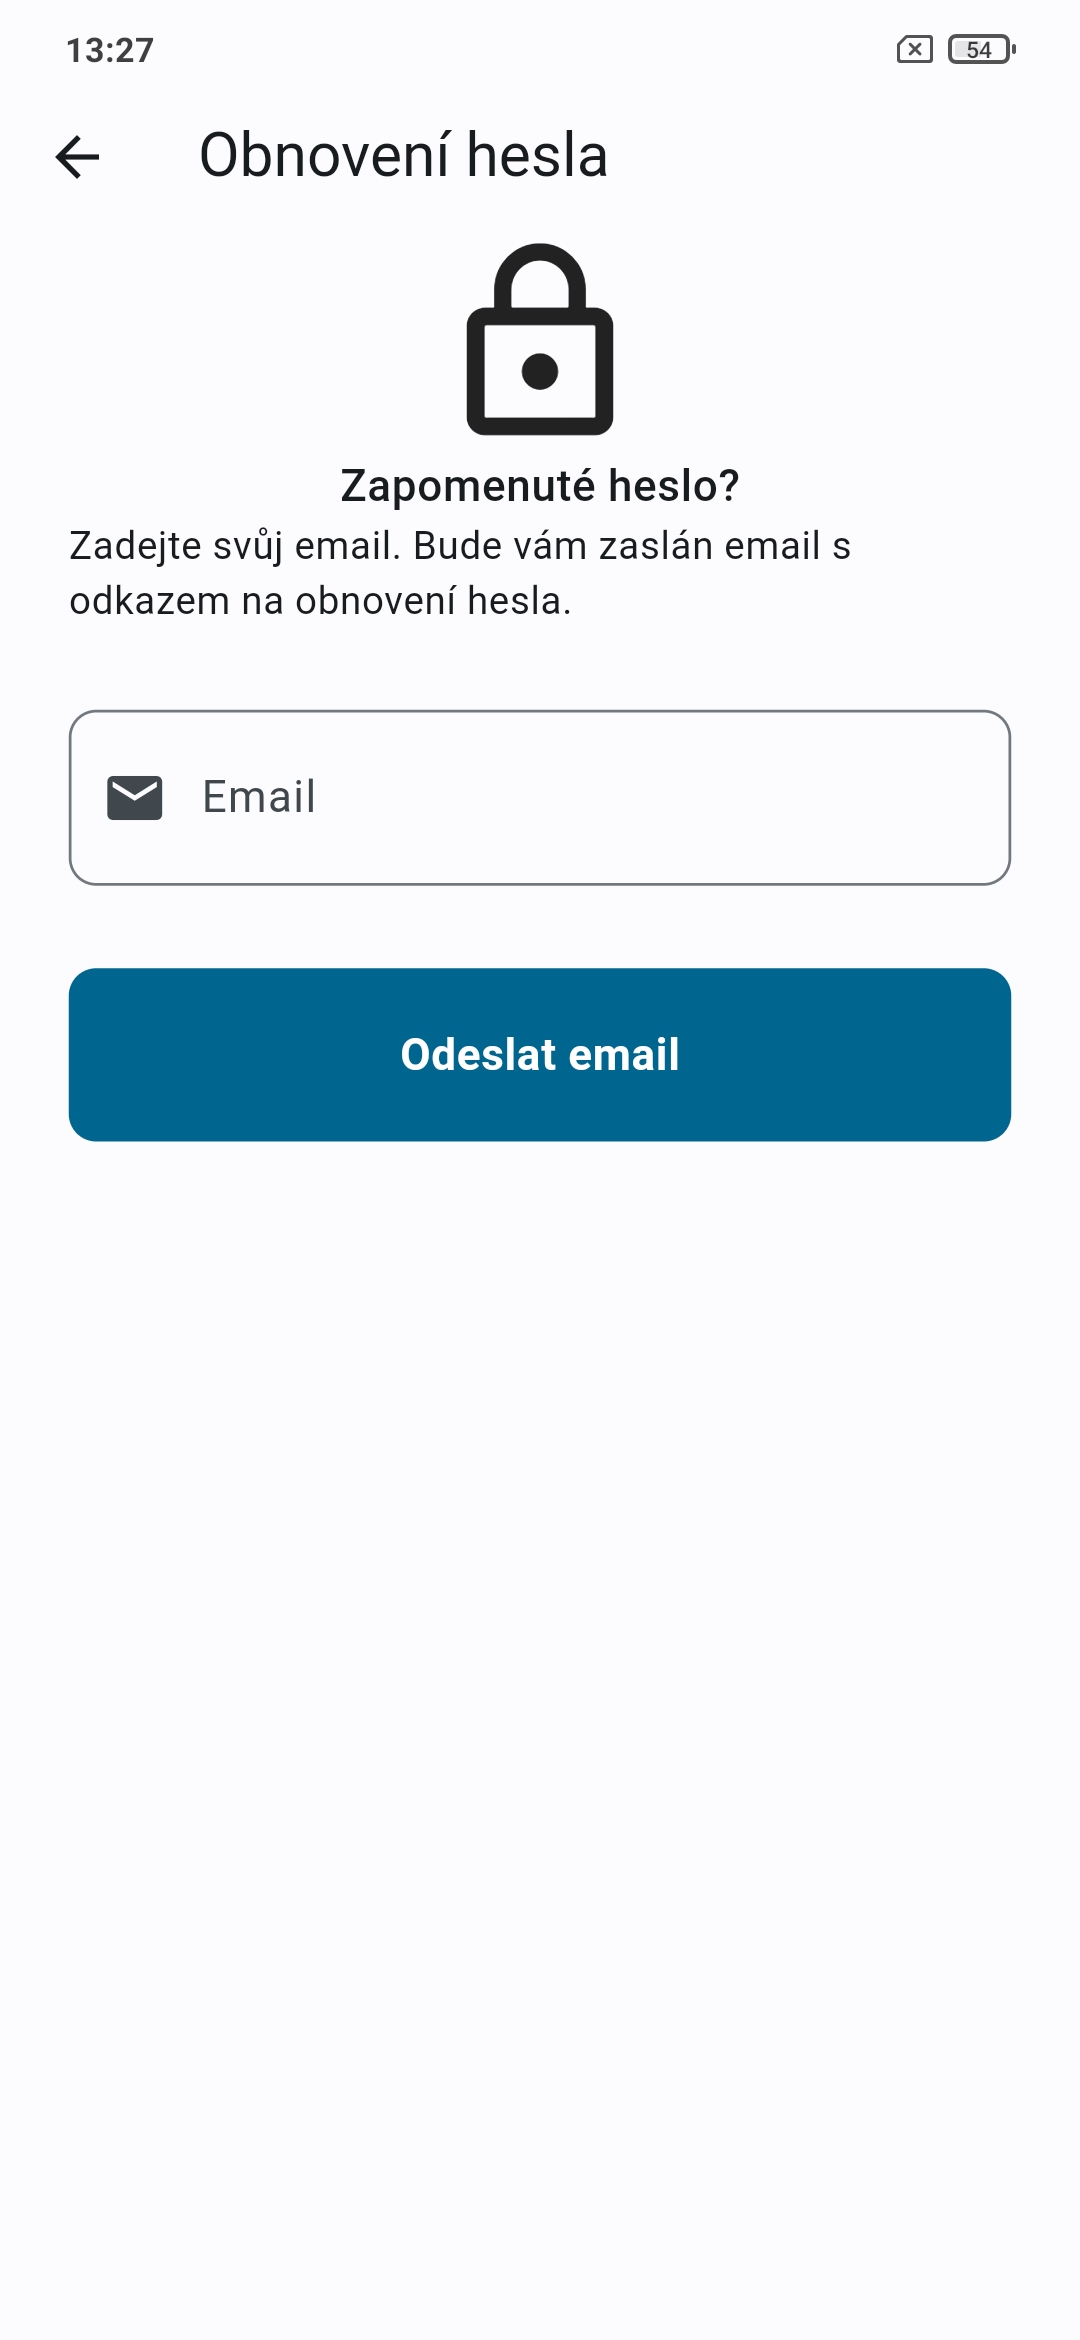 13:27
54
Obnovení hesla
Zapomenuté heslo?
Zadejte svůj email. Bude vám zaslán email s
odkazem na obnovení hesla.
Email
Odeslat email